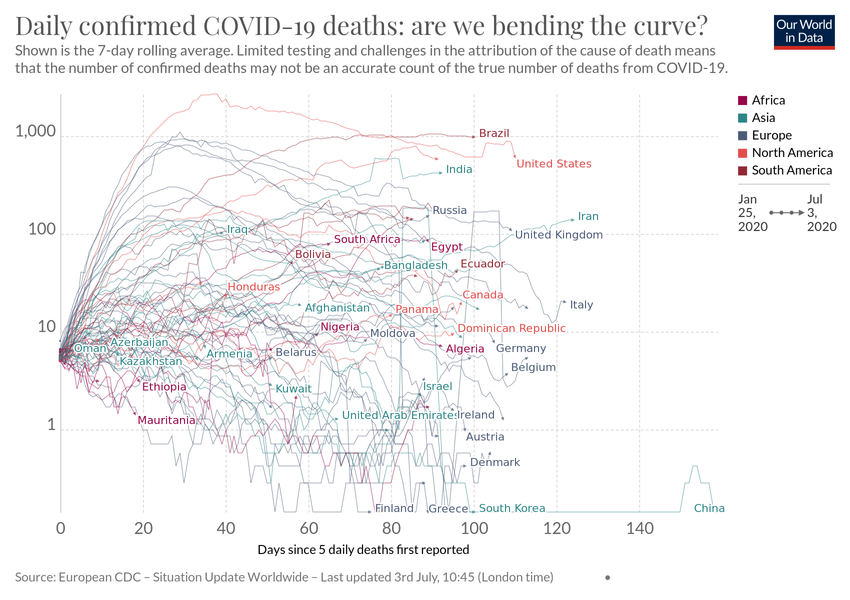 Daily confirmed COVID-19 deaths: are we bending the curve?
Our World
in Data
Shown is the 7-day rolling average. Limited testing and challenges in the attribution of the cause of death means
that the number of confirmed deaths may not be an accurate count of the true number of deaths from COVID-19.
Africa
Asia
Europe
North America
South America
Jan
25,
2020
Jul
3,
2020
1,000
100
10
1
Brazil
United States
India
Russia
Iran
Iraq
United Kingdom
South Africa
Egypt
Bolivia
Bangladesh
Ecuador
Honduras
Canada
Italy
Afghanistan
Panama
Nigeria
Dominican Republic
Moldova
Azerbaijan
Oman
Armenia
Belarus
Algeria
Germany
Kazakhstan
Belgium
Ethiopia
Kuwait
Israel
Mauritania
United Arab Emirates
Ireland
Austria
Denmark
Finland
Greece
South Korea
China
0
20
40
60
80
100
120
140
Days since 5 daily deaths first reported
Source: European CDC – Situation Update Worldwide – Last updated 3rd July, 10:45 (London time)